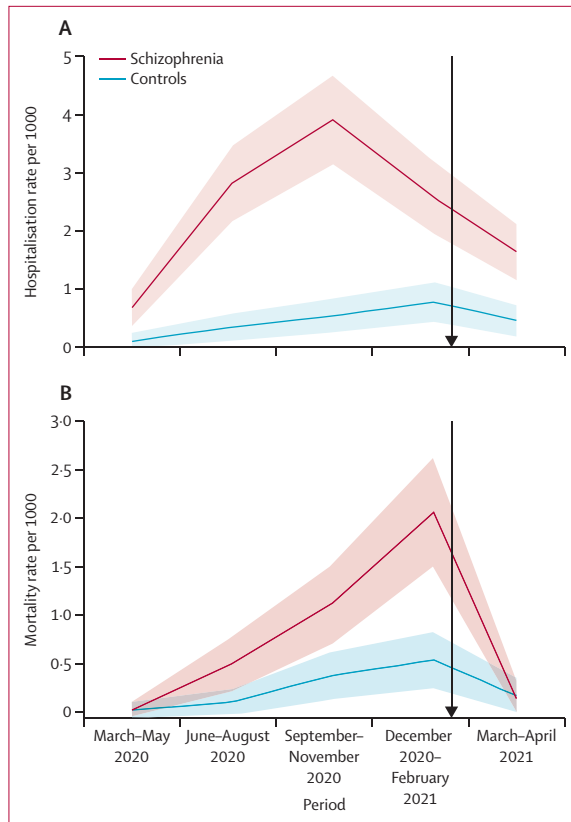 A
5
Schizophrenia
Controls
4
3
2
1
0
Hospitalisation rate per 1000
B
3·0
2·5
2·0
1·5
1·0
0·5
0
Mortality rate per 1000
March–May
2020
June–August
2020
September–
November
2020
December
2020–
February
2021
March–April
2021
Period